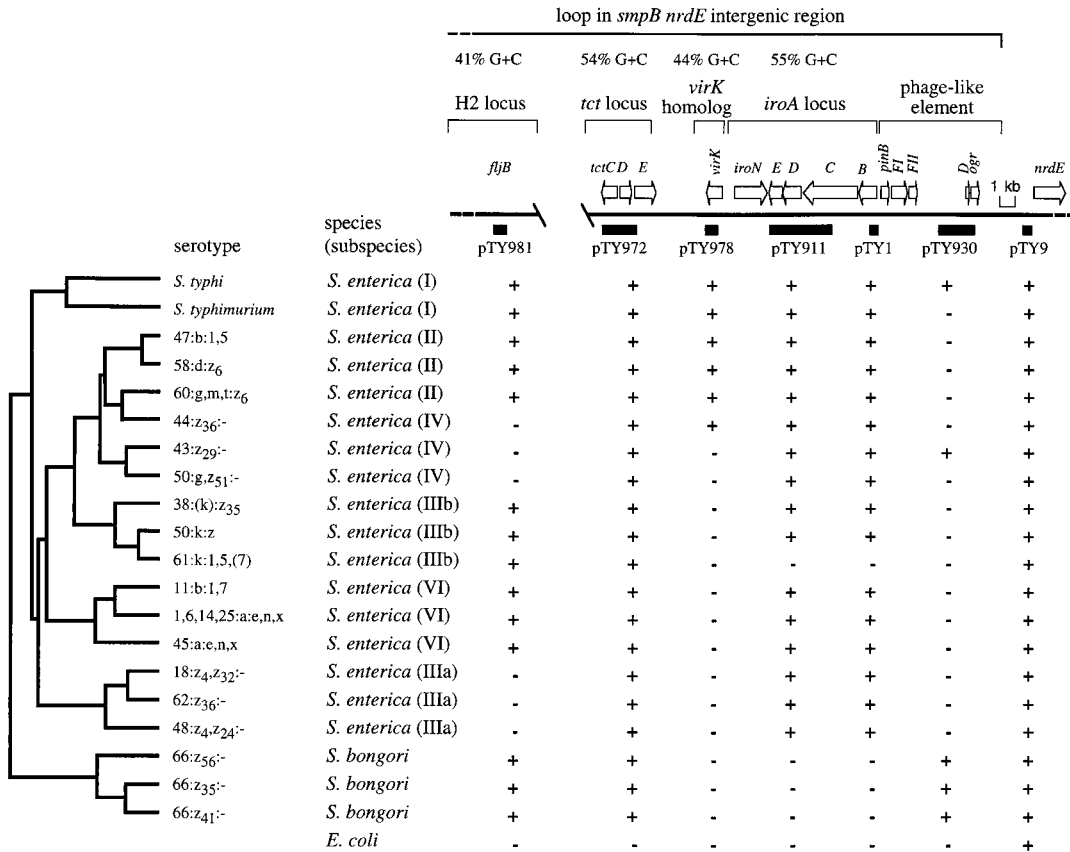 loop in smpB nrdE intergenic region
41% G+C 54% G+C 44% G+C 55% G+C
H2 locus tct locus virK homolog iroA locus phage-like element
fljB tctC D E virK iroN E D C B pinB FI FII D ogr 1 kb nrdE
serotype species (subspecies) pTY981 pTY972 pTY978 pTY911 pTY1 pTY930 pTY9
S. typhi S. enterica (I) + + + + + + +
S. typhimurium S. enterica (I) + + + + + - +
47:b:1,5 S. enterica (II) + + + + + - +
58:d:z6 S. enterica (II) + + + + + - +
60:g,m,t:z6 S. enterica (II) + + + + + - +
44:z36:- S. enterica (IV) - + + + + - +
43:z29:- S. enterica (IV) - + - + + + +
50:g,z51:- S. enterica (IV) - + - + + - +
38:(k):z35 S. enterica (IIIb) + + - + + - +
50:k:z S. enterica (IIIb) + + - + + - +
61:k:1,5,(7) S. enterica (IIIb) + + - - - - +
11:b:1,7 S. enterica (VI) + + - + + - +
1,6,14,25:a:e,n,x S. enterica (VI) + + - + + - +
45:a:e,n,x S. enterica (VI) + + - + + - +
18:z4,z32:- S. enterica (IIIa) - + - + + - +
62:z36:- S. enterica (IIIa) - + - + + - +
48:z4,z24:- S. enterica (IIIa) - + - + + - +
66:z56:- S. bongori + + - - - + +
66:z35:- S. bongori + + - - - + +
66:z41:- S. bongori + + - - - + +
E. coli - - - - - - +